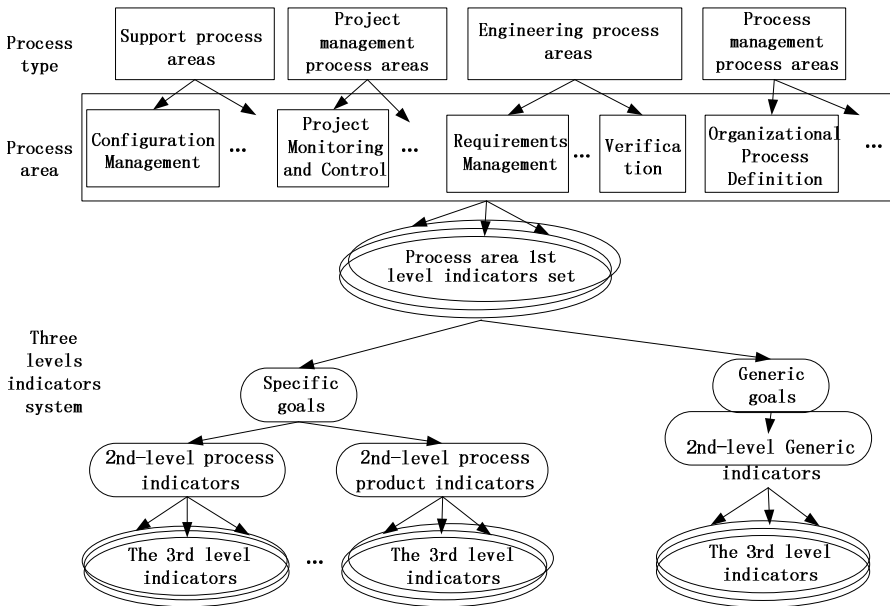 Process
type
Support process
areas
Project
management
process areas
Engineering process
areas
Process
management
process areas
Process
area
Configuration
Management
...
Project
Monitoring
and Control
...
Requirements
Management
...
Verifica
tion
Organizational
Process
Definition
...
Process area 1st
level indicators set
Three
levels
indicators
system
Specific
goals
Generic
goals
2nd-level process
indicators
2nd-level process
product indicators
2nd-level Generic
indicators
The 3rd level
indicators
...
The 3rd level
indicators
The 3rd level
indicators